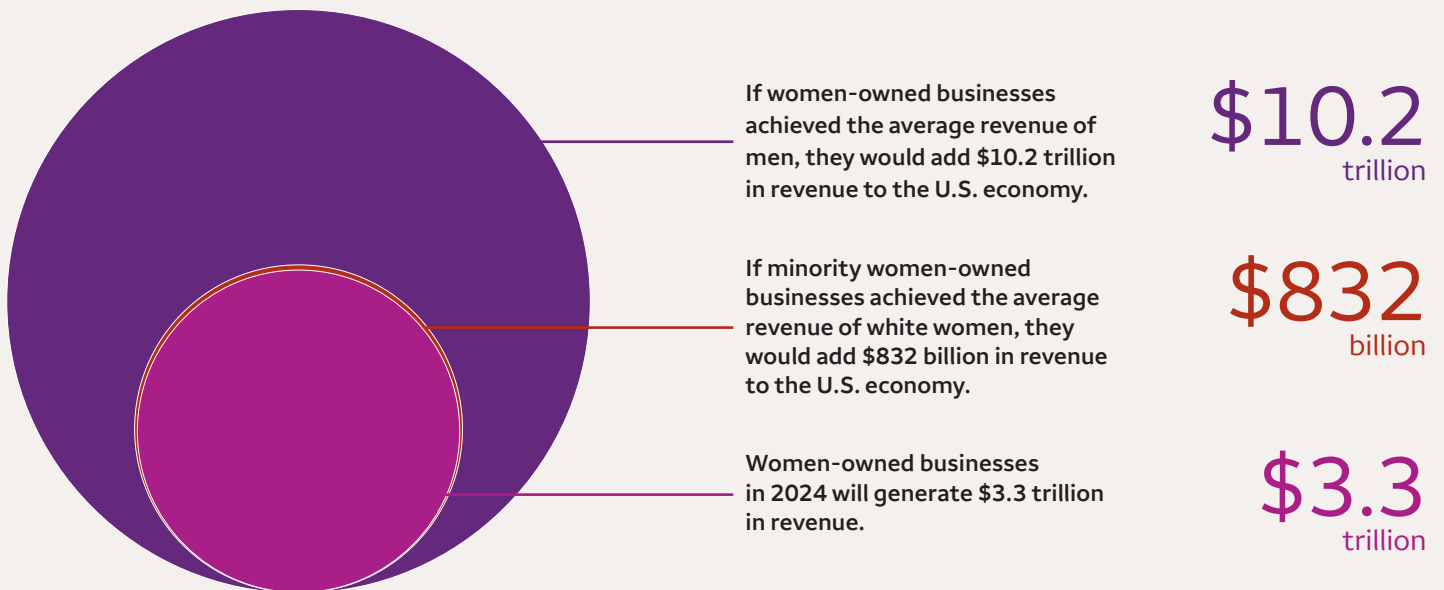 If women-owned businesses
achieved the average revenue of
men, they would add $10.2 trillion
in revenue to the U.S. economy.
$10.2
trillion
If minority women-owned
businesses achieved the average
revenue of white women, they
would add $832 billion in revenue
to the U.S. economy.
$832
billion
Women-owned businesses
in 2024 will generate $3.3 trillion
in revenue.
$3.3
trillion